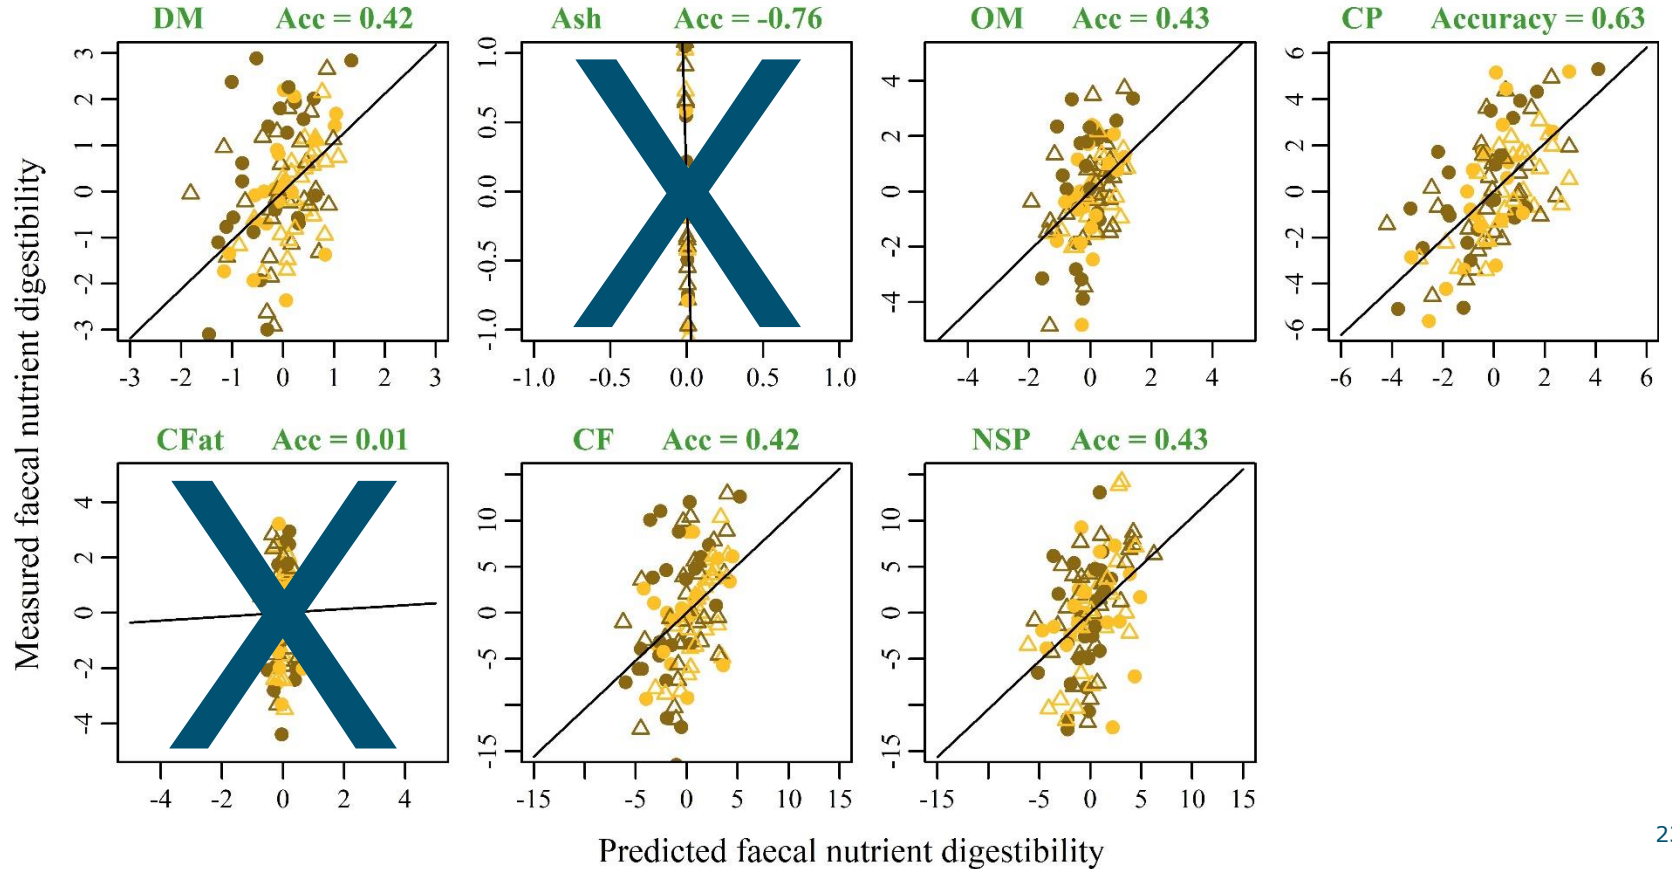 DM Acc = 0.42
Ash Acc = -0.76
OM Acc = 0.43
CP Accuracy = 0.63
3
2
1
0
-1
-2
-3
-3 -2 -1 0 1 2 3
1.0
0.5
0.0
-0.5
-1.0
-1.0 -0.5 0.0 0.5 1.0
4
2
0
-2
-4
-4 -2 0 2 4
6
4
2
0
-2
-4
-6
-6 -4 -2 0 2 4 6
Measured faecal nutrient digestibility
CFat Acc = 0.01
CF Acc = 0.42
NSP Acc = 0.43
4
2
0
-2
-4
-4 -2 0 2 4
10
5
0
-5
-15
-15 -5 0 5 10 15
10
5
0
-5
-15
-15 -5 0 5 10 15
Predicted faecal nutrient digestibility